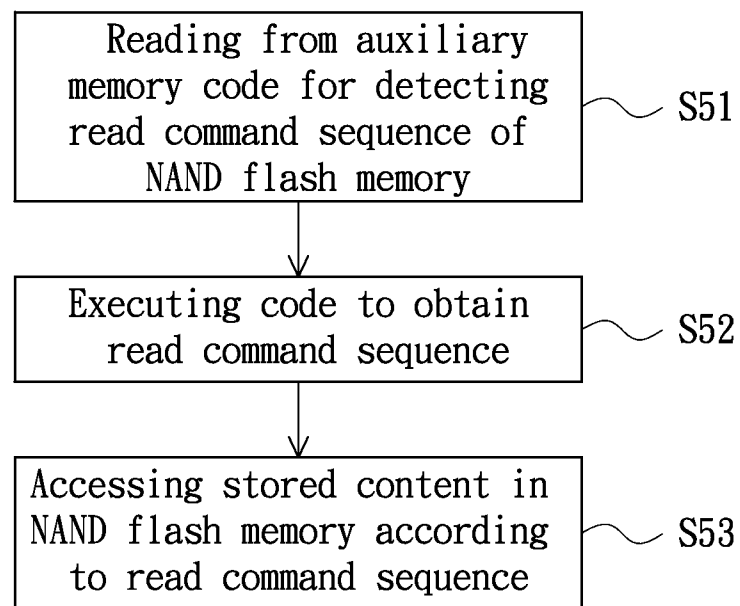 Reading from auxiliary
memory code for detecting
read command sequence of
NAND flash memory
S51
Executing code to obtain
read command sequence
S52
Accessing stored content in
NAND flash memory according
to read command sequence
S53